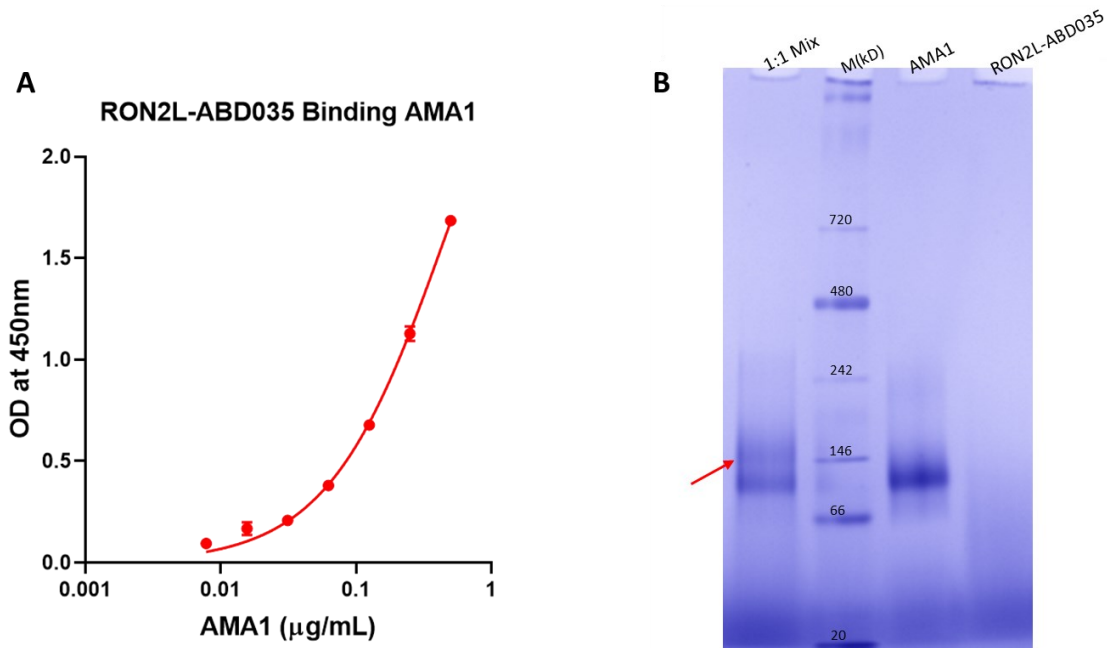 A
RON2L-ABD035 Binding AMA1
2.0
1.5
1.0
0.5
0.0
0.001
0.01
0.1
1
OD at 450nm
AMA1 (μg/mL)
B
1:1 Mix
M(kD)
AMA1
RON2L-ABD035
720
480
242
146
66
20